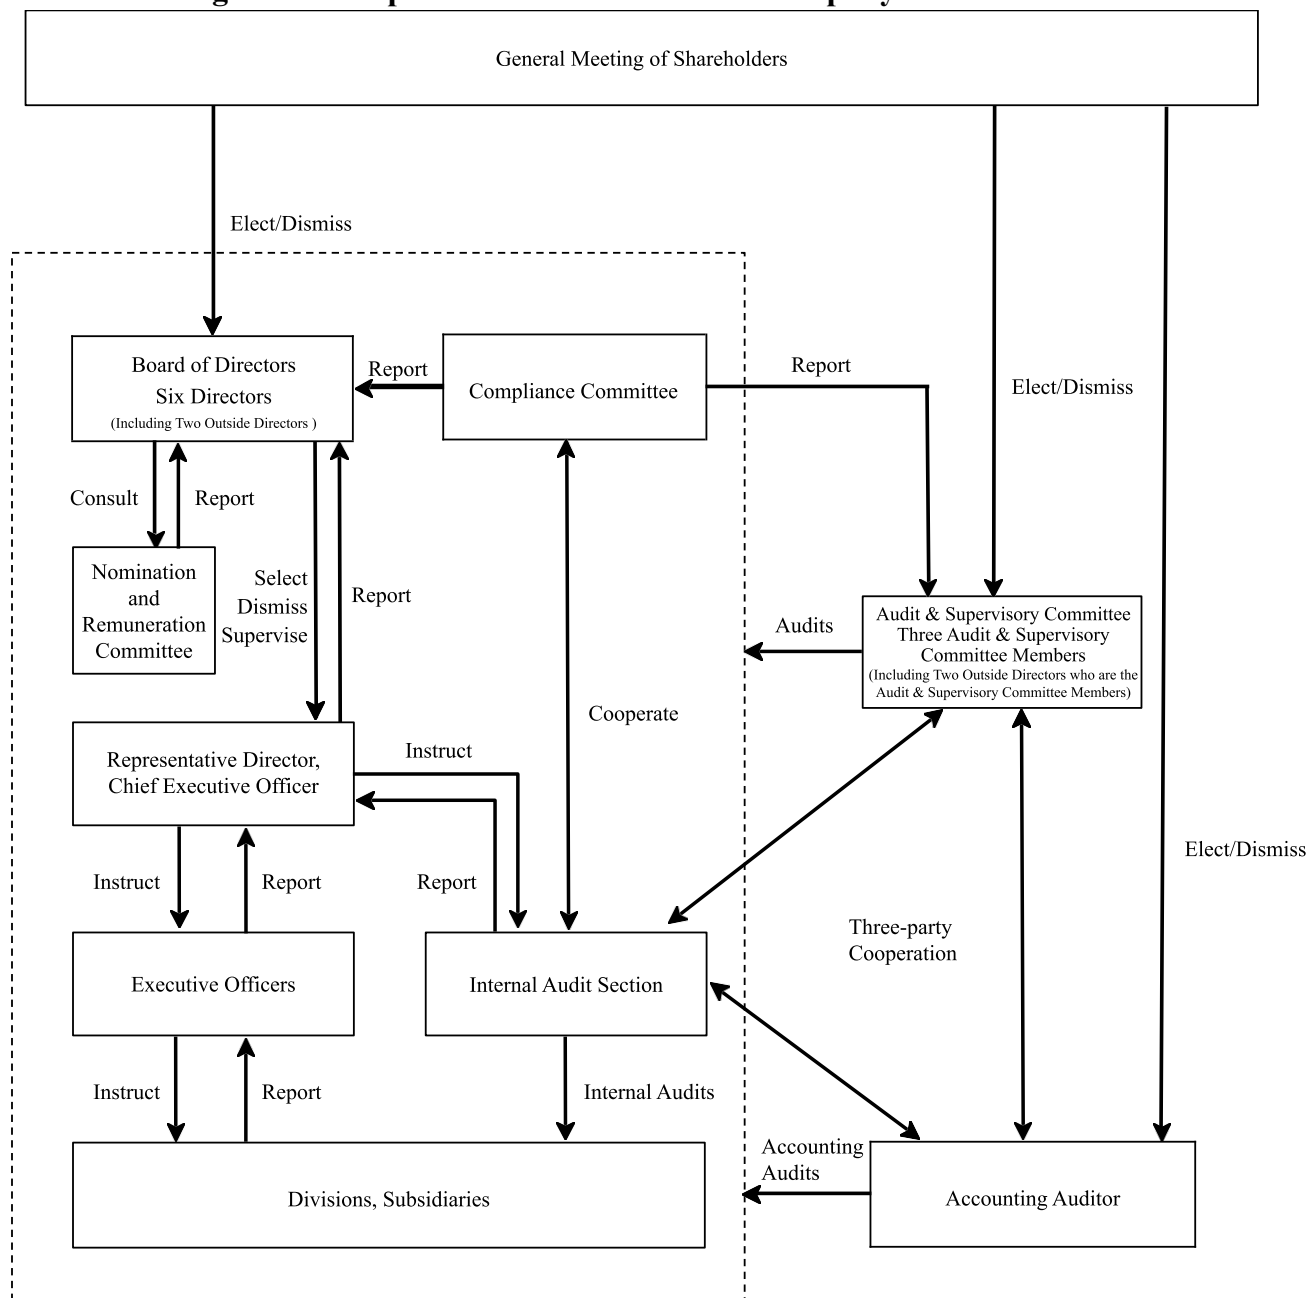 General Meeting of Shareholders
Elect/Dismiss
Board of Directors
Six Directors
(Including Two Outside Directors )
Report
Compliance Committee
Report
Elect/Dismiss
Consult
Report
Nomination
and
Remuneration
Committee
Select
Dismiss
Supervise
Report
Audits
Audit & Supervisory Committee
Three Audit & Supervisory
Committee Members
(Including Two Outside Directors who are the
Audit & Supervisory Committee Members)
Cooperate
Representative Director,
Chief Executive Officer
Instruct
Instruct
Report
Report
Elect/Dismiss
Three-party
Cooperation
Executive Officers
Internal Audit Section
Instruct
Report
Internal Audits
Accounting
Audits
Divisions, Subsidiaries
Accounting Auditor